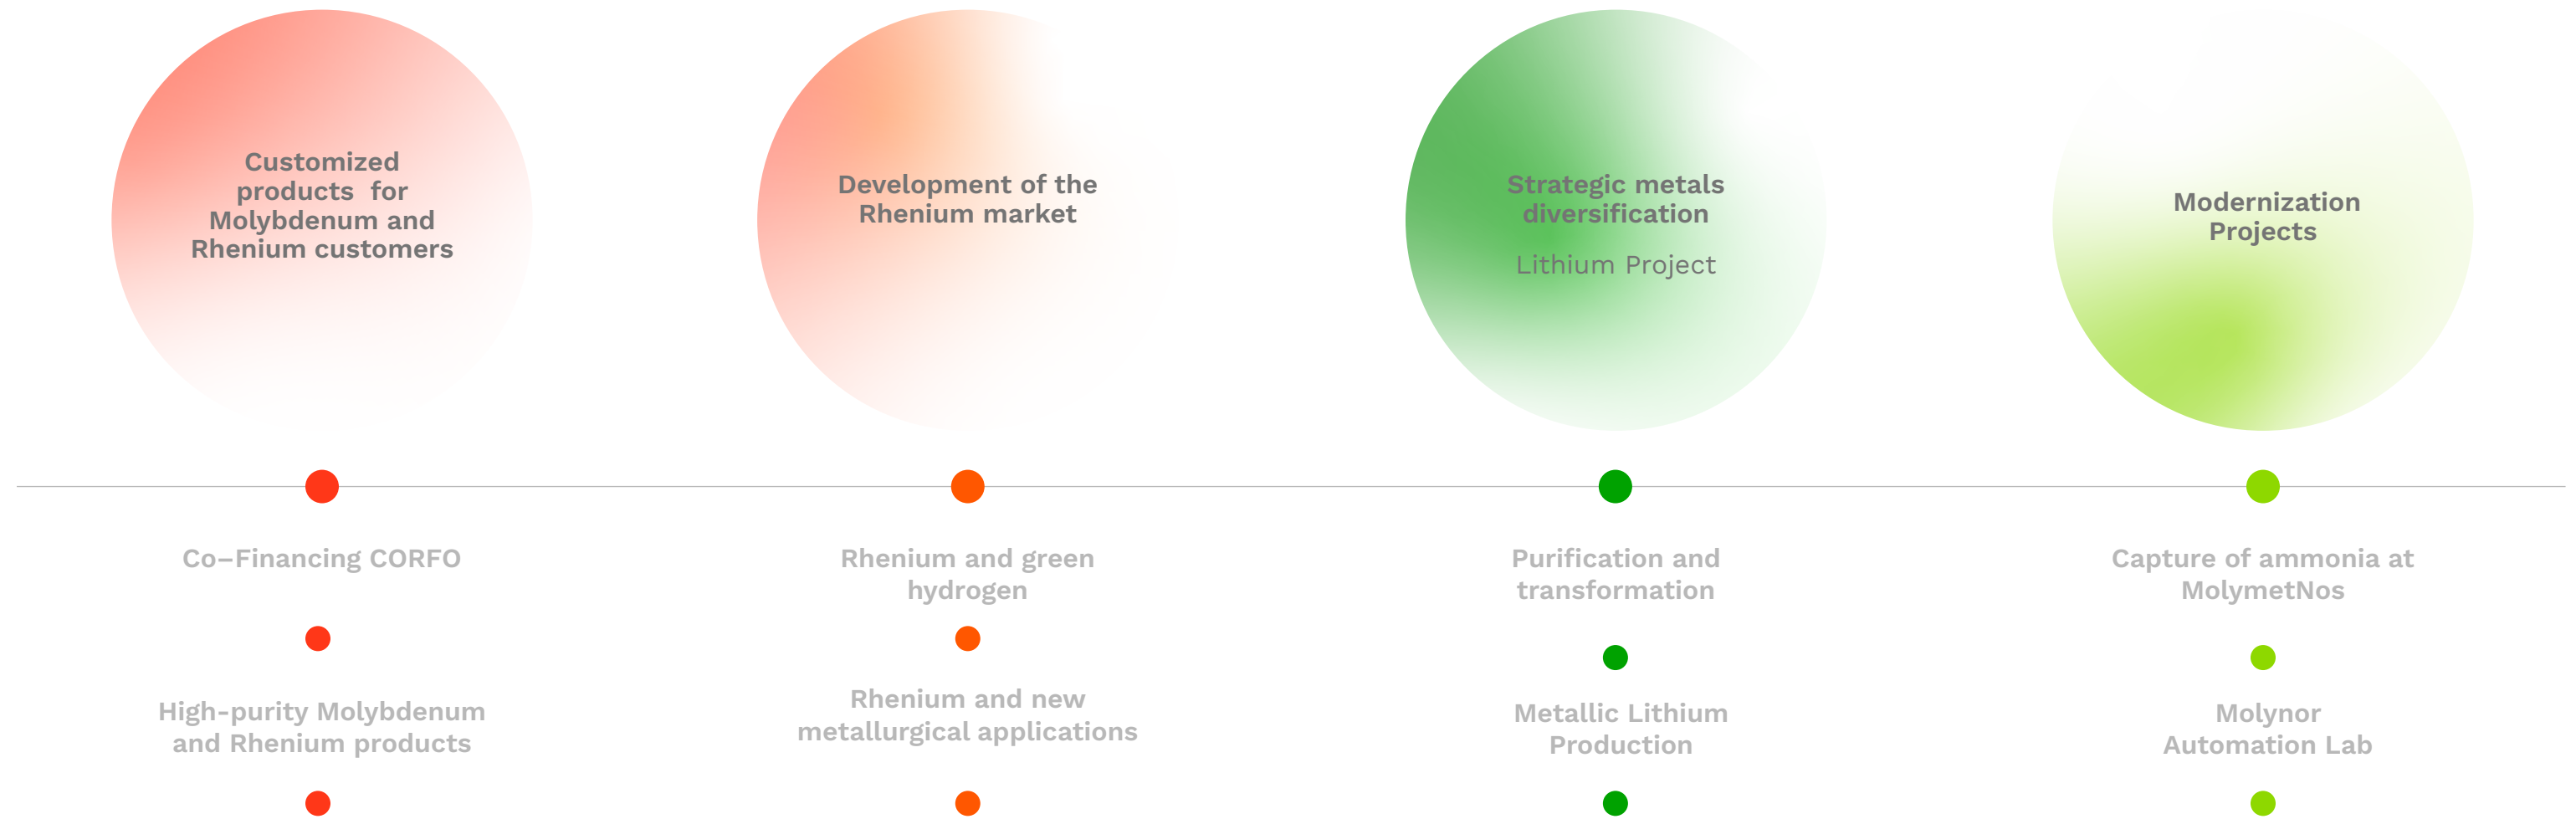 Customized
products for
Molybdenum and
Rhenium customers
Development of the
Rhenium market
Strategic metals
diversification
Lithium Project
Modernization
Projects
Co–Financing CORFO
High-purity Molybdenum
and Rhenium products
Rhenium and green
hydrogen
Rhenium and new
metallurgical applications
Purification and
transformation
Metallic Lithium
Production
Capture of ammonia at
MolymetNos
Molynor
Automation Lab